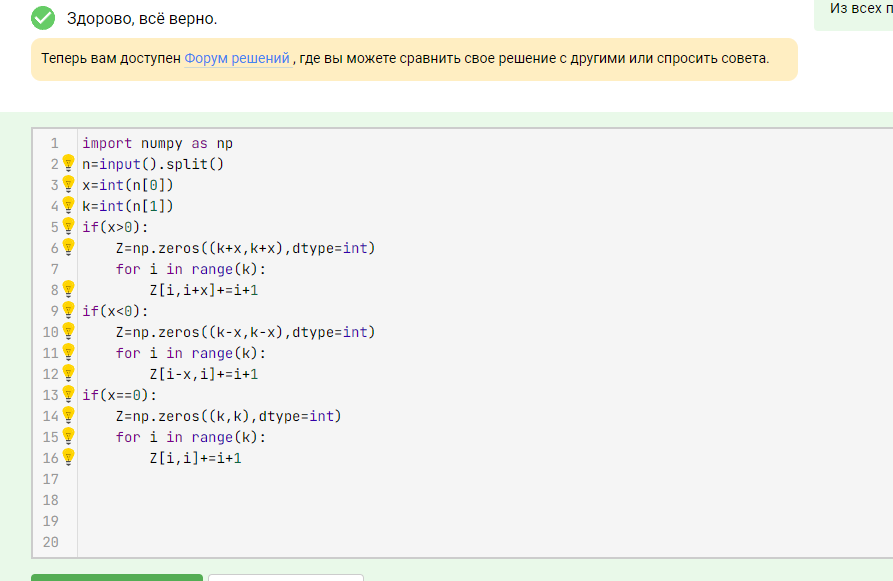 Здорово, всё верно.
Из всех п
Теперь вам доступен Форум решений , где вы можете сравнить свое решение с другими или спросить совета.
1 import numpy as np
2 n=input().split()
3 x=int(n[0])
4 k=int(n[1])
5 if(x>0):
6     Z=np.zeros((k+x,k+x),dtype=int)
7     for i in range(k):
8         Z[i,i+x]+=i+1
9 if(x<0):
10     Z=np.zeros((k-x,k-x),dtype=int)
11     for i in range(k):
12         Z[i-x,i]+=i+1
13 if(x==0):
14     Z=np.zeros((k,k),dtype=int)
15     for i in range(k):
16         Z[i,i]+=i+1
17
18
19
20